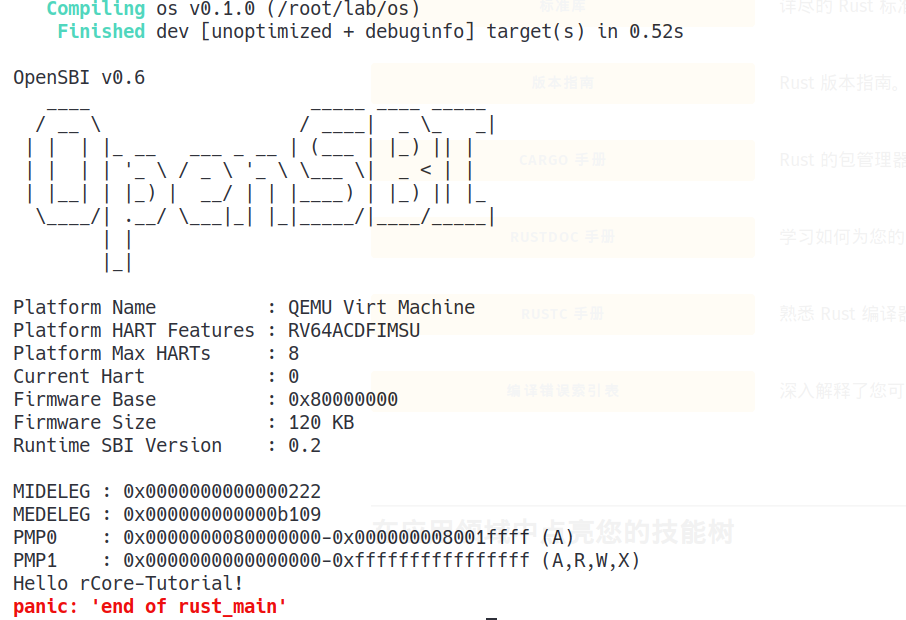 Compiling os v0.1.0 (/root/lab/os)
Finished dev [unoptimized + debuginfo] target(s) in 0.52s
标准库
详尽的 Rust 标准
OpenSBI v0.6
版本指南
Rust 版本指南。
   ____                    _____ ____ _____
  / __ \                  / ____|  _ \_   _|
 | |  | |_ __   ___ _ __ | (___ | |_) || |
 | |  | | '_ \ / _ \ '_ \ \___ \|  _ < | |
 | |__| | |_) |  __/ | | |____) | |_) || |_
  \____/| .__/ \___|_| |_|_____/|____/_____|
        | |
        |_|
CARGO 手册
Rust 的包管理器
RUSTDOC 手册
学习如何为您的
Platform Name : QEMU Virt Machine
Platform HART Features : RV64ACDFIMSU
Platform Max HARTs : 8
Current Hart : 0
Firmware Base : 0x80000000
Firmware Size : 120 KB
Runtime SBI Version : 0.2
RUSTC 手册
熟悉 Rust 编译器
编译错误索引表
深入解释了您可
MIDELEG : 0x0000000000000222
MEDELEG : 0x000000000000b109
PMP0 : 0x0000000080000000-0x000000008001ffff (A)
PMP1 : 0x0000000000000000-0xffffffffffffffff (A,R,W,X)
在应用领域中点亮您的技能树
Hello rCore-Tutorial!
panic: 'end of rust_main'